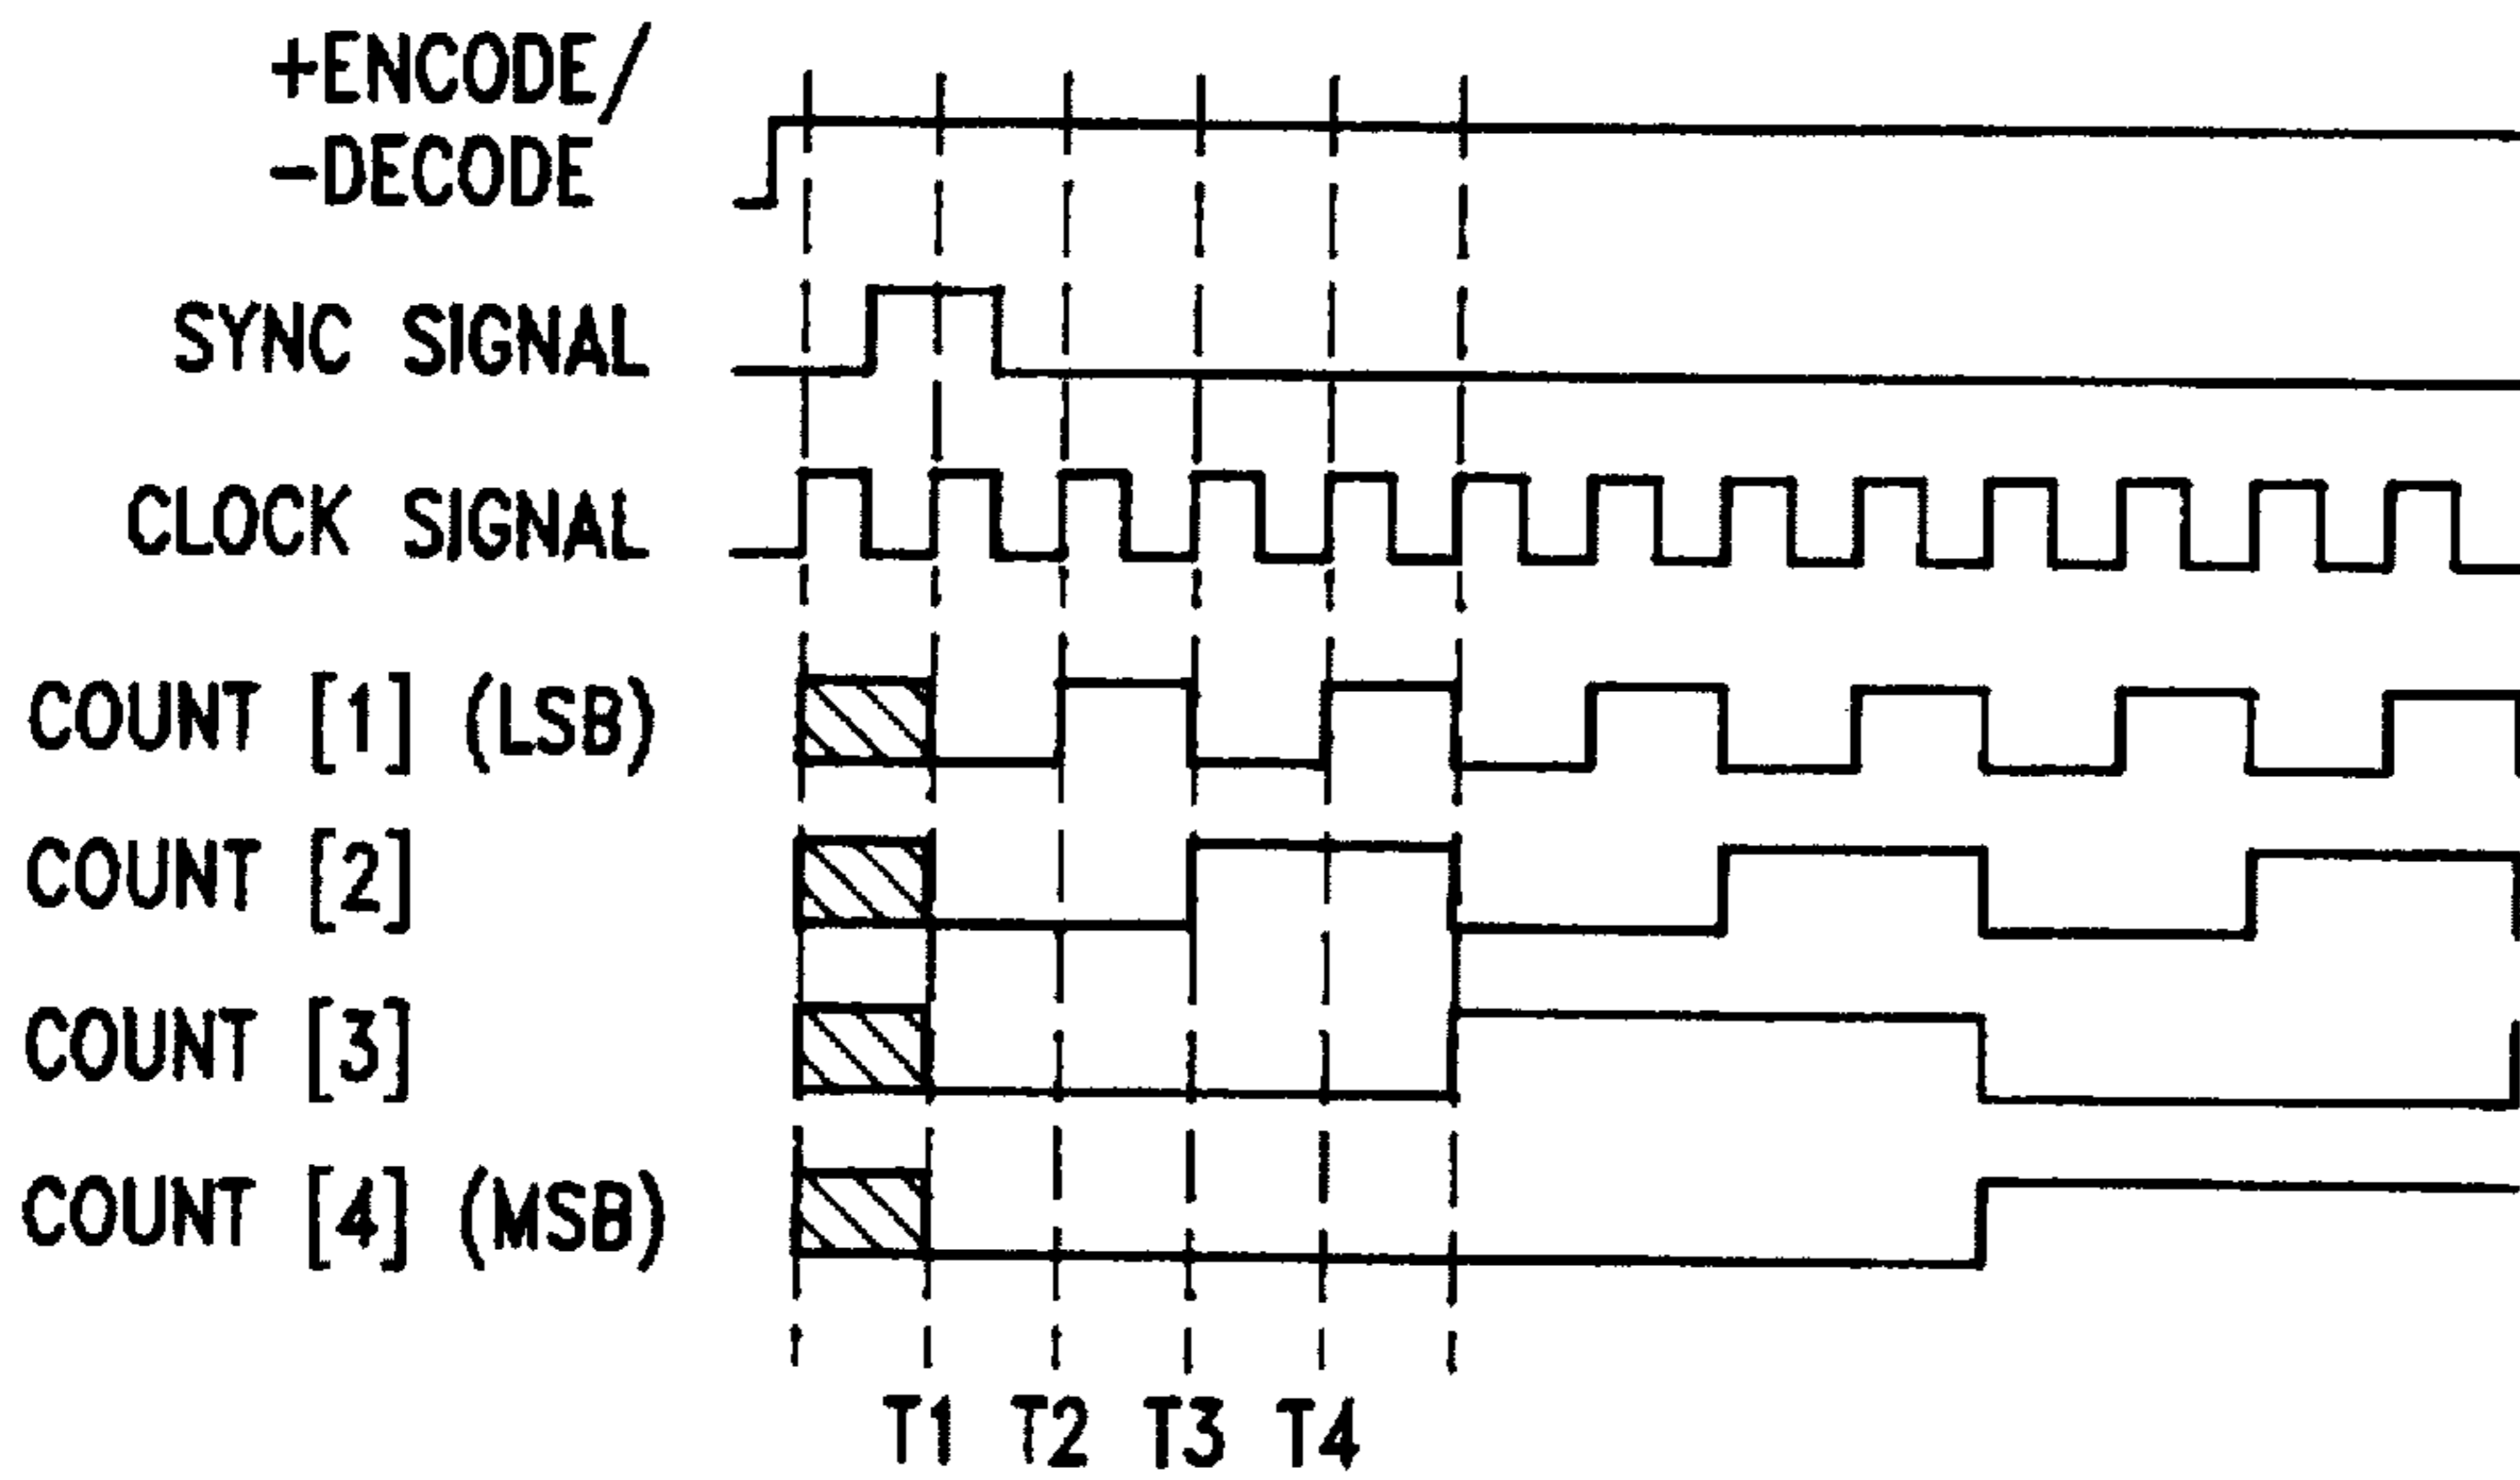 +ENCODE/
-DECODE
SYNC SIGNAL
CLOCK SIGNAL
COUNT [1] (LSB)
COUNT [2]
COUNT [3]
COUNT [4] (MSB)
T1 T2 T3 T4